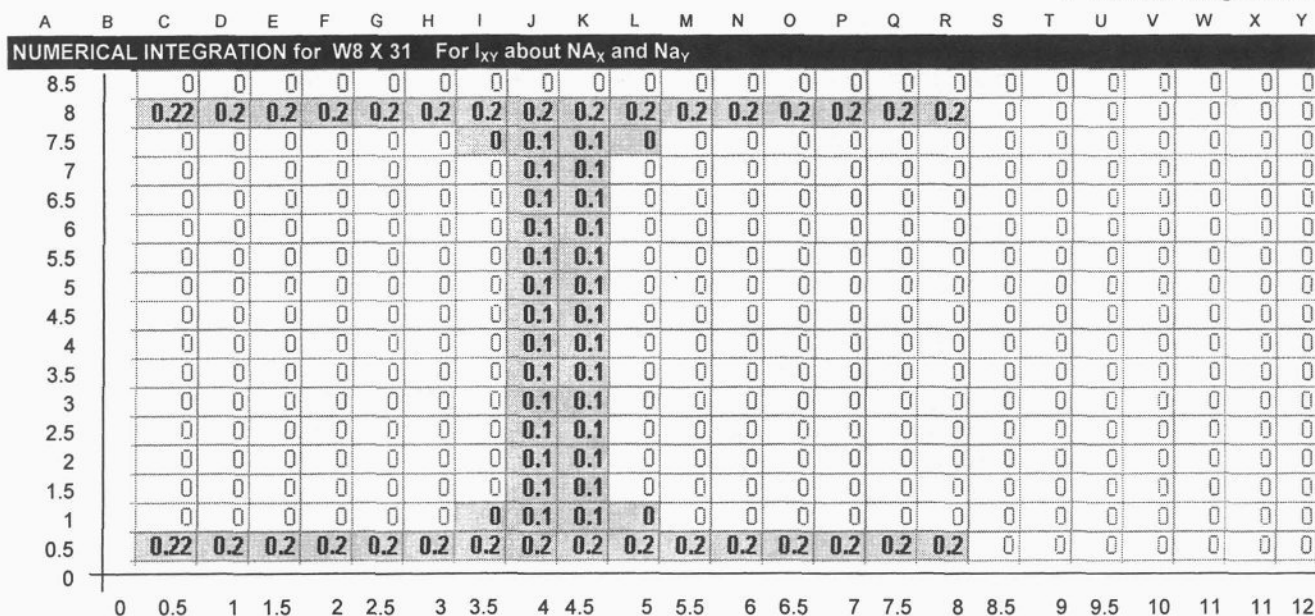 A B C D E F G H I J K L M N O P Q R S T U V W X Y
NUMERICAL INTEGRATION for W8 X 31 For IXY about NAX and NaY
8.5 0 0 0 0 0 0 0 0 0 0 0 0 0 0 0 0 0 0 0 0 0 0 0
8 0.22 0.2 0.2 0.2 0.2 0.2 0.2 0.2 0.2 0.2 0.2 0.2 0.2 0.2 0.2 0.2 0 0 0 0 0 0 0
7.5 0 0 0 0 0 0 0 0.1 0.1 0 0 0 0 0 0 0 0 0 0 0 0 0 0
7 0 0 0 0 0 0 0 0.1 0.1 0 0 0 0 0 0 0 0 0 0 0 0 0 0
6.5 0 0 0 0 0 0 0 0.1 0.1 0 0 0 0 0 0 0 0 0 0 0 0 0 0
6 0 0 0 0 0 0 0 0.1 0.1 0 0 0 0 0 0 0 0 0 0 0 0 0 0
5.5 0 0 0 0 0 0 0 0.1 0.1 0 0 0 0 0 0 0 0 0 0 0 0 0 0
5 0 0 0 0 0 0 0 0.1 0.1 0 0 0 0 0 0 0 0 0 0 0 0 0 0
4.5 0 0 0 0 0 0 0 0.1 0.1 0 0 0 0 0 0 0 0 0 0 0 0 0 0
4 0 0 0 0 0 0 0 0.1 0.1 0 0 0 0 0 0 0 0 0 0 0 0 0 0
3.5 0 0 0 0 0 0 0 0.1 0.1 0 0 0 0 0 0 0 0 0 0 0 0 0 0
3 0 0 0 0 0 0 0 0.1 0.1 0 0 0 0 0 0 0 0 0 0 0 0 0 0
2.5 0 0 0 0 0 0 0 0.1 0.1 0 0 0 0 0 0 0 0 0 0 0 0 0 0
2 0 0 0 0 0 0 0 0.1 0.1 0 0 0 0 0 0 0 0 0 0 0 0 0 0
1.5 0 0 0 0 0 0 0 0.1 0.1 0 0 0 0 0 0 0 0 0 0 0 0 0 0
1 0 0 0 0 0 0 0 0.1 0.1 0 0 0 0 0 0 0 0 0 0 0 0 0 0
0.5 0.22 0.2 0.2 0.2 0.2 0.2 0.2 0.2 0.2 0.2 0.2 0.2 0.2 0.2 0.2 0.2 0 0 0 0 0 0 0
0
0 0.5 1 1.5 2 2.5 3 3.5 4 4.5 5 5.5 6 6.5 7 7.5 8 8.5 9 9.5 10 11 11 12